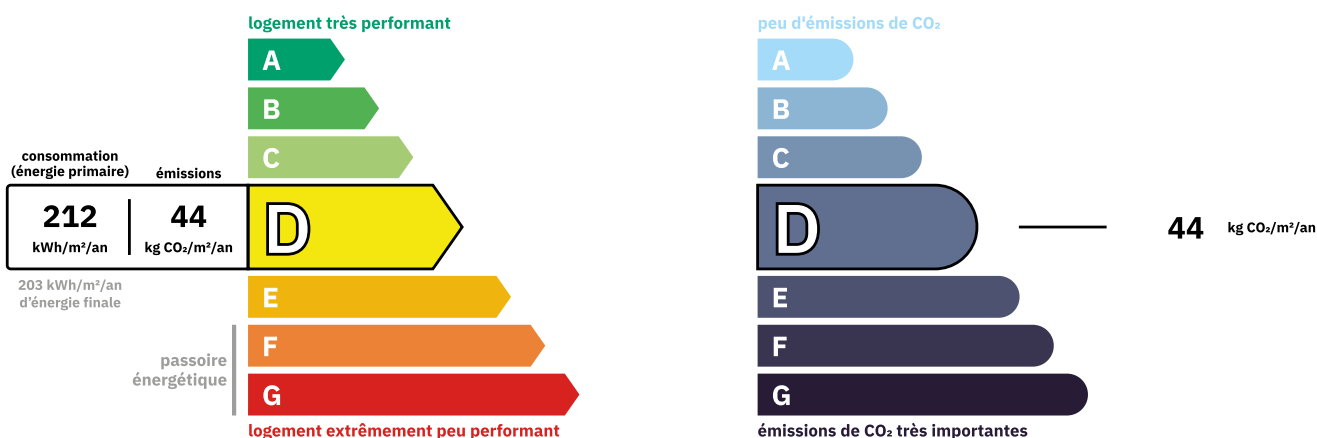 logement très performant
A
B
C
consommation
(énergie primaire)
émissions
212
kWh/m²/an
44
kg CO₂/m²/an
D
203 kWh/m²/an
d'énergie finale
E
passoire
énergétique
F
G
logement extrêmement peu performant
peu d'émissions de CO₂
A
B
C
D
44 kg CO₂/m²/an
E
F
G
émissions de CO₂ très importantes